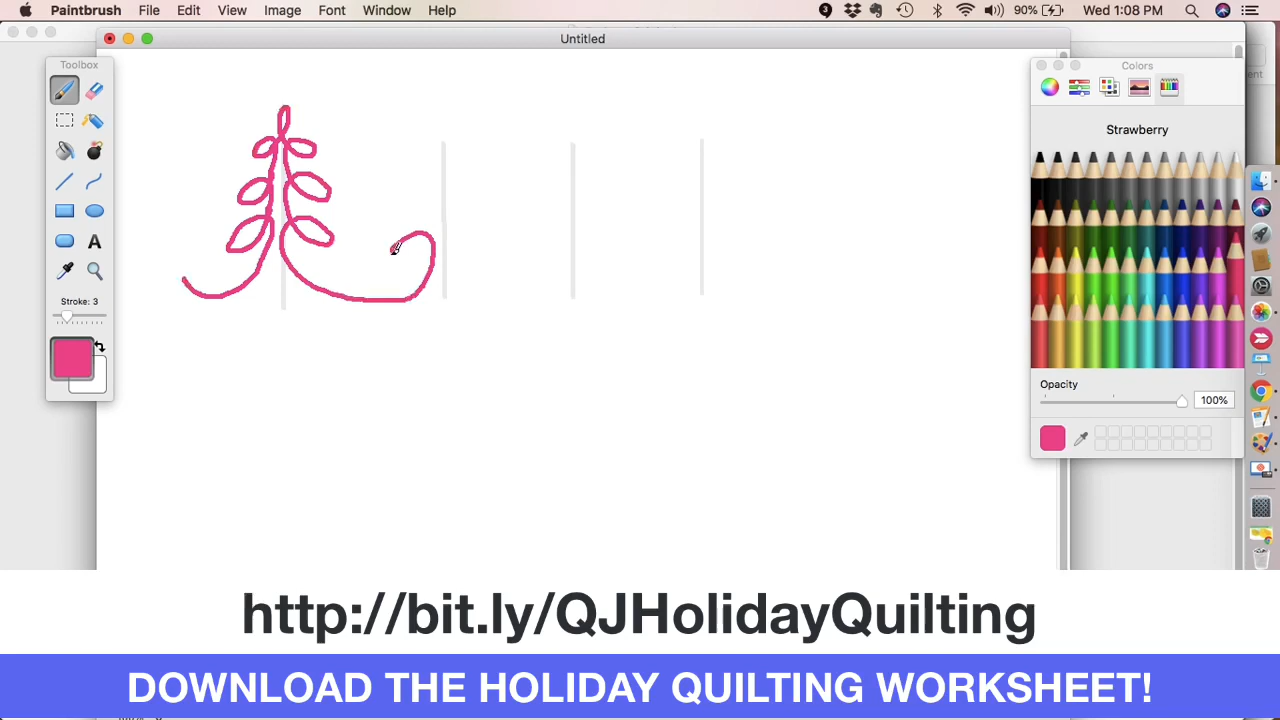 Paintbrush File Edit View Image Font Window Help 3 90% Wed 1:08 PM
Untitled
Toolbox
Colors
Strawberry
A
Stroke: 3
Opacity
100%
http://bit.ly/QJHolidayQuilting
DOWNLOAD THE HOLIDAY QUILTING WORKSHEET!